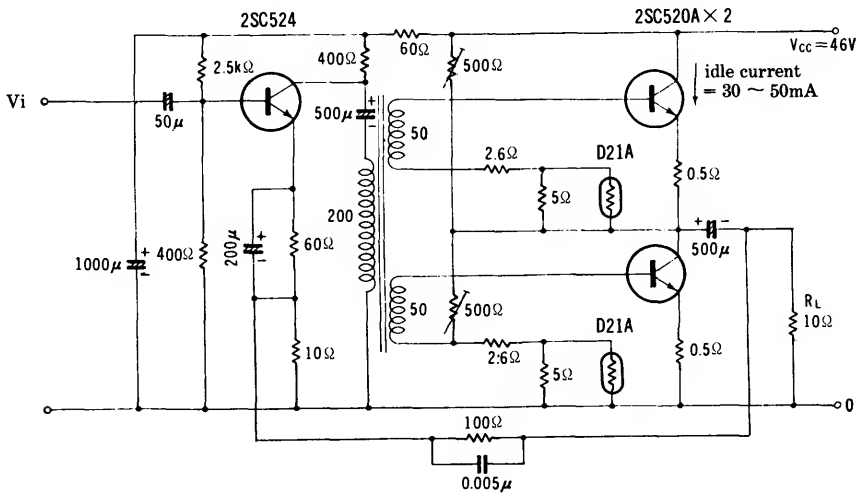 2SC524
2SC520A×2
60Ω
Vcc=46V
400Ω
2.5kΩ
500Ω
idle current
= 30 ~ 50mA
Vi
50μ
500μ
+
-
50
2.6Ω
D21A
0.5Ω
5Ω
200
+ -
500μ
1000μ
+
-
400Ω
200μ
+
-
60Ω
50
500Ω
D21A
RL
10Ω
10Ω
2.6Ω
5Ω
0.5Ω
0
100Ω
0.005μ